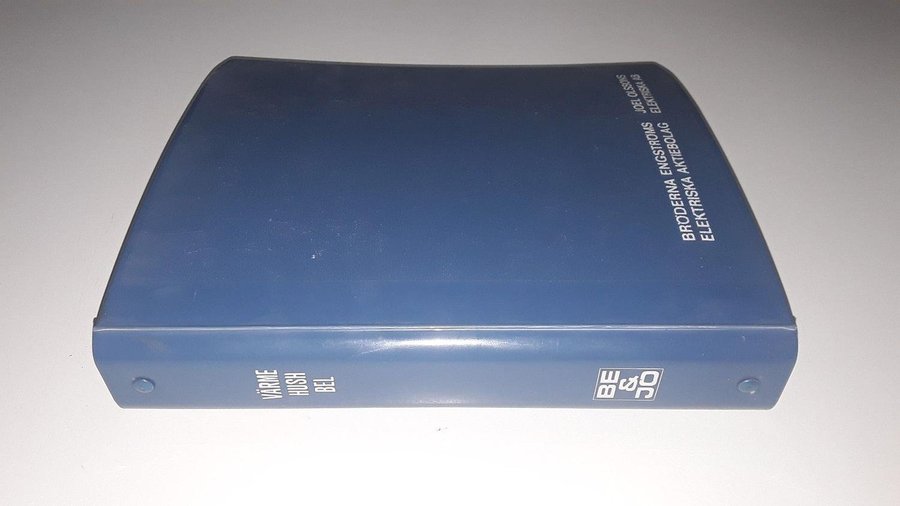 BRÖDERNA ENGSTRÖMS
ELEKTRISKA AKTIEBOLAG
JOEL OLSSONS
ELEKTRISKA AB
VÄRME
HUSH
BEL
BE
&
JO